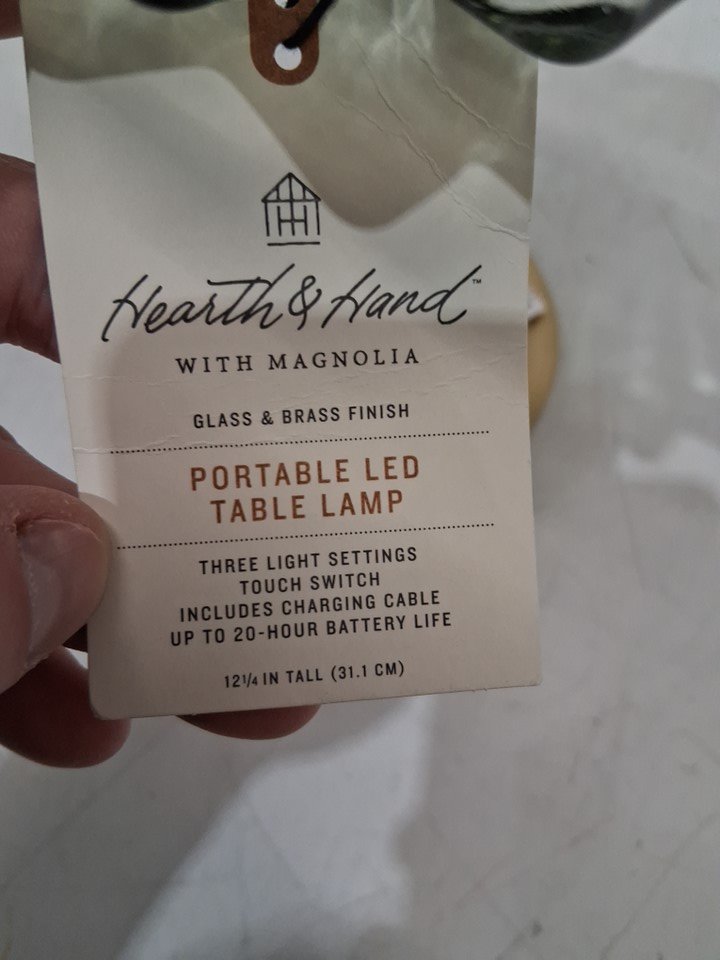 Hearth & Hand™
WITH MAGNOLIA
GLASS & BRASS FINISH
PORTABLE LED
TABLE LAMP
THREE LIGHT SETTINGS
TOUCH SWITCH
INCLUDES CHARGING CABLE
UP TO 20-HOUR BATTERY LIFE
12¼ IN TALL (31.1 CM)